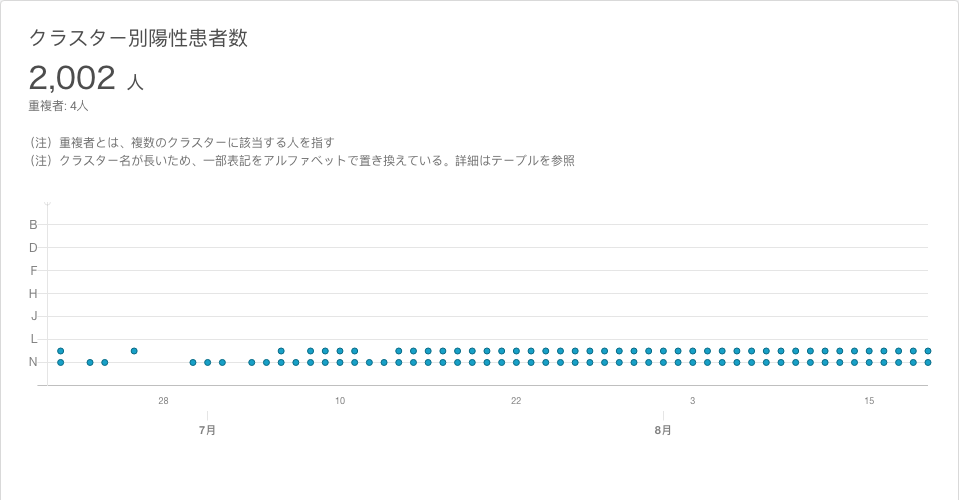 クラスター別陽性患者数
2,002 人
重複者: 4人
（注）重複者とは、複数のクラスターに該当する人を指す
（注）クラスター名が長いため、一部表記をアルファベットで置き換えている。詳細はテーブルを参照
B
D
F
H
J
L
N
28 10 22 3 15
7月 8月